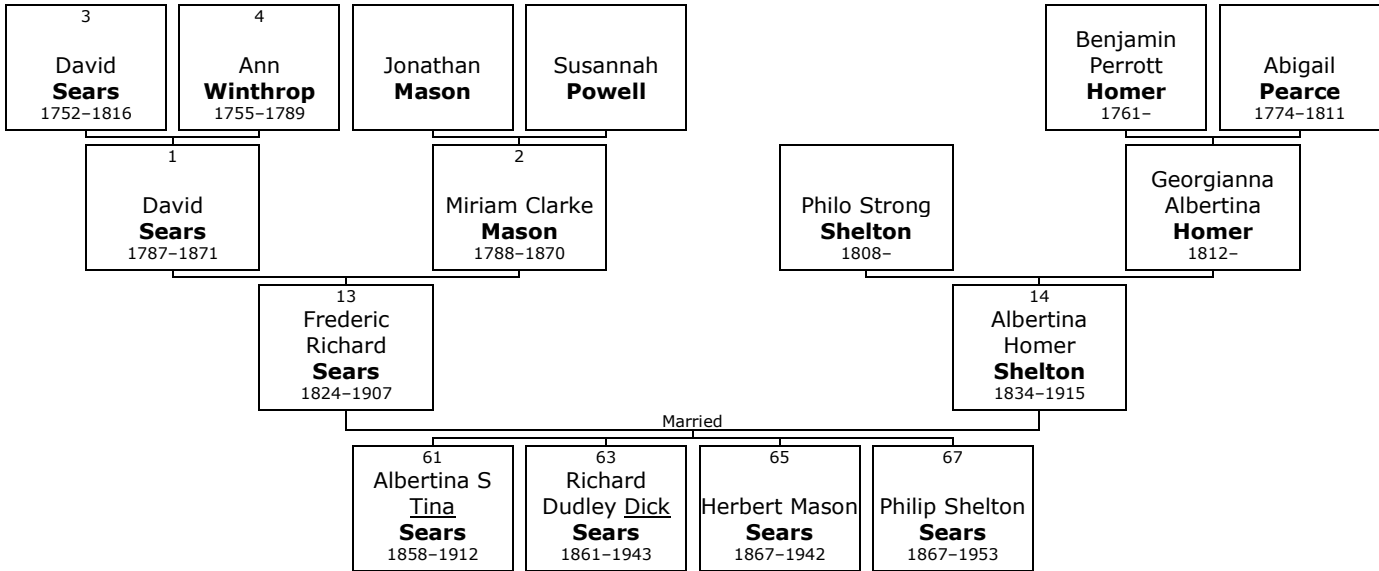 3
David
Sears
1752–1816
4
Ann
Winthrop
1755–1789
Jonathan
Mason
Susannah
Powell
Benjamin
Perrott
Homer
1761–
Abigail
Pearce
1774–1811
1
David
Sears
1787–1871
2
Miriam Clarke
Mason
1788–1870
Philo Strong
Shelton
1808–
Georgianna
Albertina
Homer
1812–
13
Frederic
Richard
Sears
1824–1907
14
Albertina
Homer
Shelton
1834–1915
Married
61
Albertina S
Tina
Sears
1858–1912
63
Richard
Dudley Dick
Sears
1861–1943
65
Herbert Mason
Sears
1867–1942
67
Philip Shelton
Sears
1867–1953